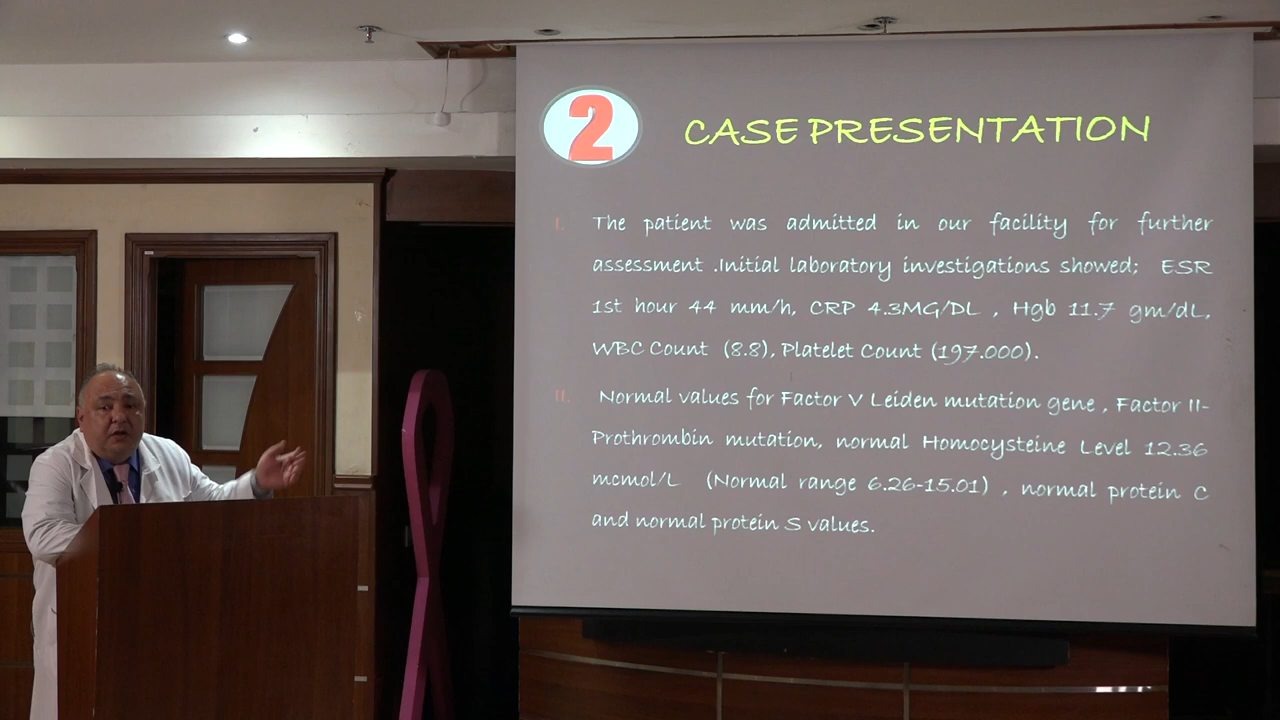 2
CASE PRESENTATION
I. The patient was admitted in our facility for further
assessment .Initial laboratory investigations showed; ESR
1st hour 44 mm/h, CRP 4.3MG/DL , Hgb 11.7 gm/dL,
WBC Count (8.8), Platelet Count (197.000).
II. Normal values for Factor V Leiden mutation gene , Factor II-
Prothrombin mutation, normal Homocysteine Level 12.36
mcmol/L (Normal range 6.26-15.01) , normal protein C
and normal protein S values.